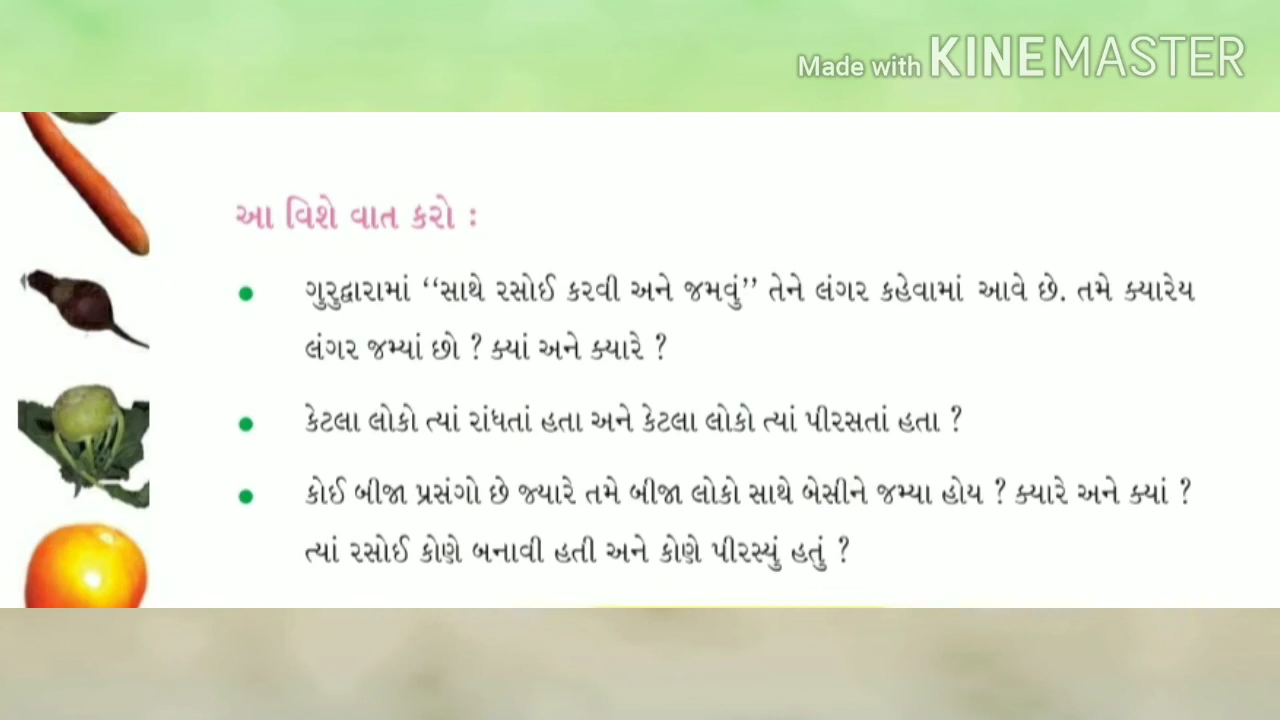 Made with KINEMASTER
આ વિશે વાત કરો :
ગુરુદ્વારામાં “સાથે રસોઈ કરવી અને જમવું” તેને લંગર કહેવામાં આવે છે. તમે ક્યારેય
લંગર જમ્યાં છો ? ક્યાં અને ક્યારે ?
કેટલા લોકો ત્યાં રાંધતાં હતા અને કેટલા લોકો ત્યાં પીરસતાં હતા ?
કોઈ બીજા પ્રસંગો છે જ્યારે તમે બીજા લોકો સાથે બેસીને જમ્યા હોય ? ક્યારે અને ક્યાં ?
ત્યાં રસોઈ કોણે બનાવી હતી અને કોણે પીરસ્યું હતું ?